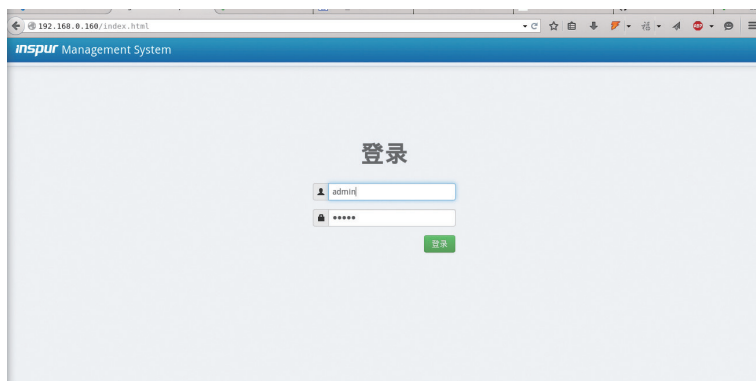 192.168.0.160/index.html
inspur Management System
登录
admin
•••••
登录